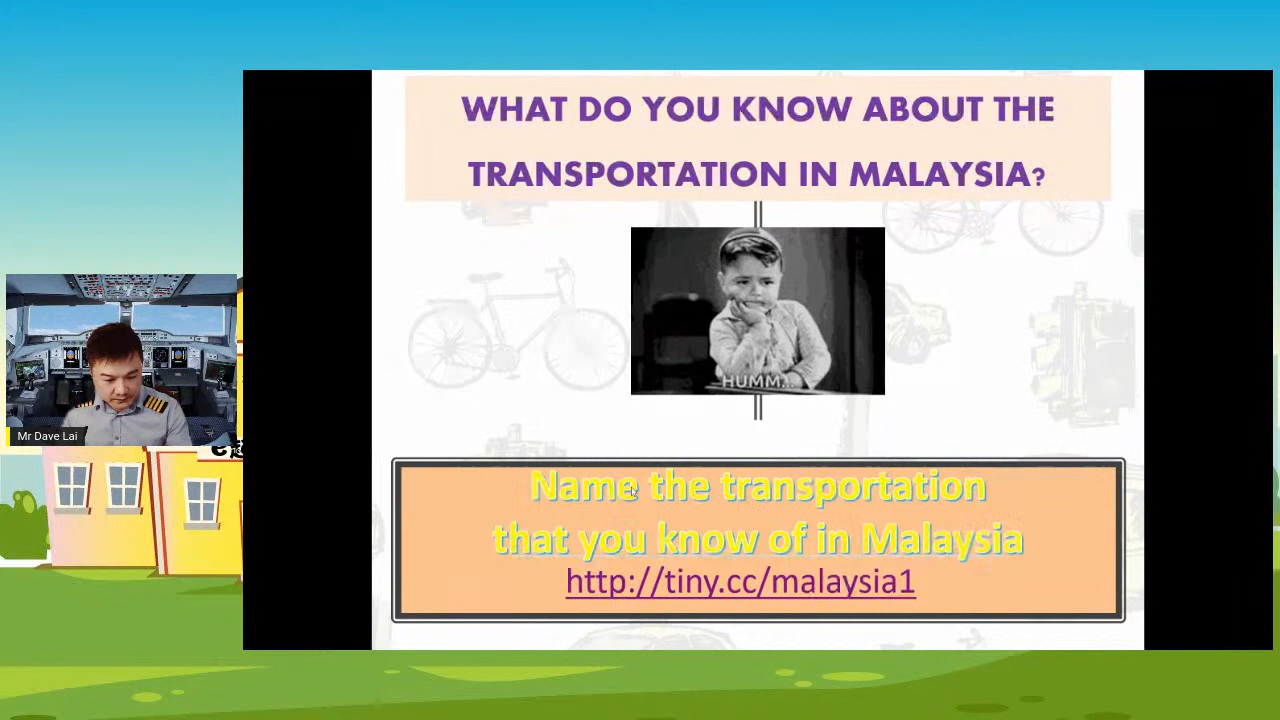 WHAT DO YOU KNOW ABOUT THE
TRANSPORTATION IN MALAYSIA?
HUMM...
Mr Dave Lai
Name the transportation
that you know of in Malaysia
http://tiny.cc/malaysia1